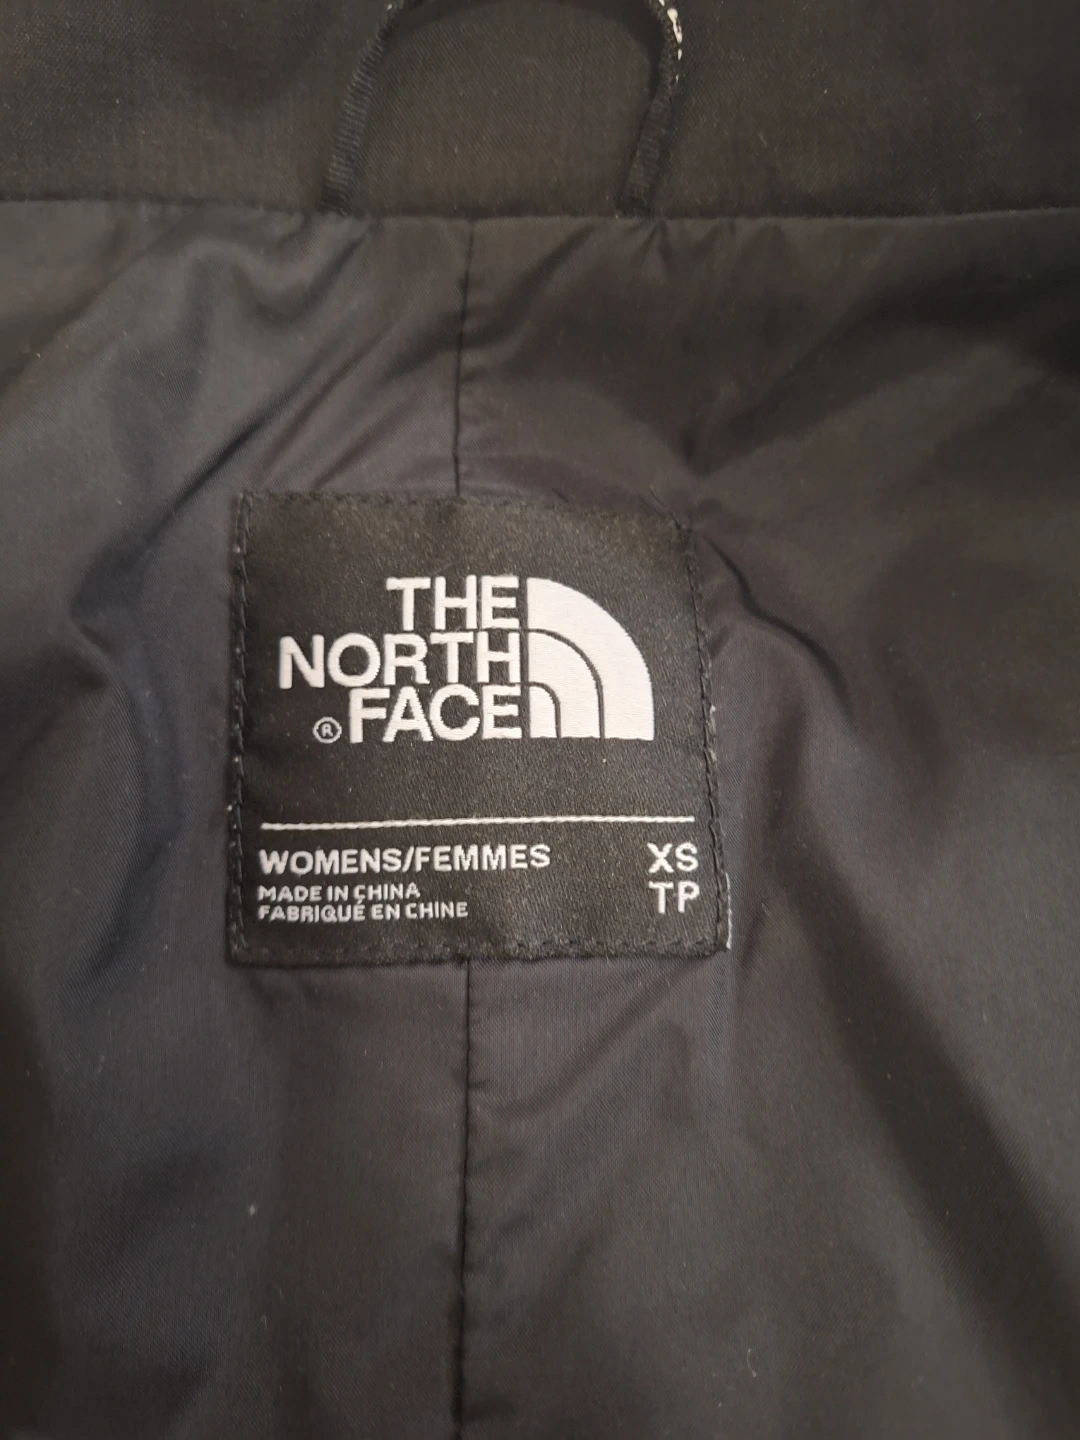 THE
NORTH
® FACE
WOMENS/FEMMES XS
MADE IN CHINA TP
FABRIQUÉ EN CHINE